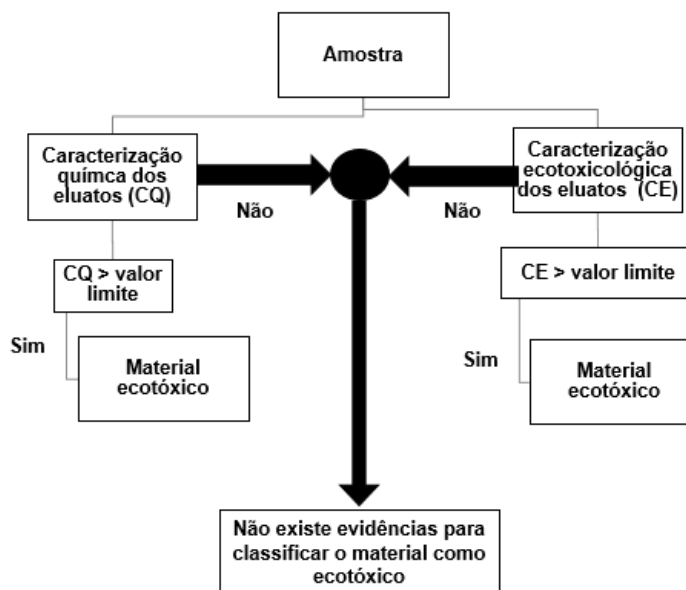 Amostra
Caracterização
químca dos
eluatos (CQ)
Caracterização
ecotoxicológica
dos eluatos (CE)
Não
Não
CQ > valor
limite
CE > valor limite
Sim
Material
ecotóxico
Sim
Material
ecotóxico
Não existe evidências para
classificar o material como
ecotóxico